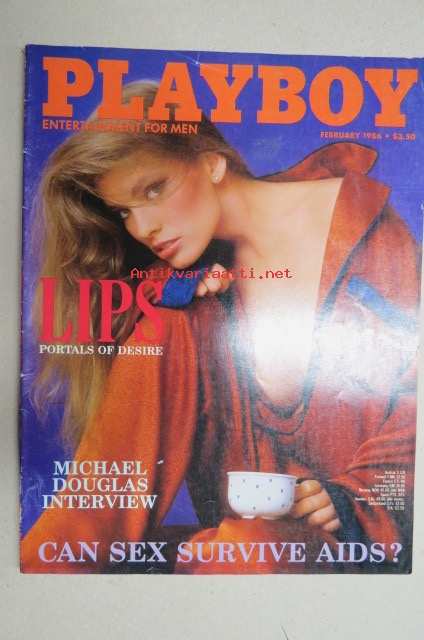 PLAYBOY
ENTERTAINMENT FOR MEN
FEBRUARY 1986 • $3.50
Antikvariaatti.net
LIPS
PORTALS OF DESIRE
MICHAEL
DOUGLAS
INTERVIEW
CAN SEX SURVIVE AIDS?